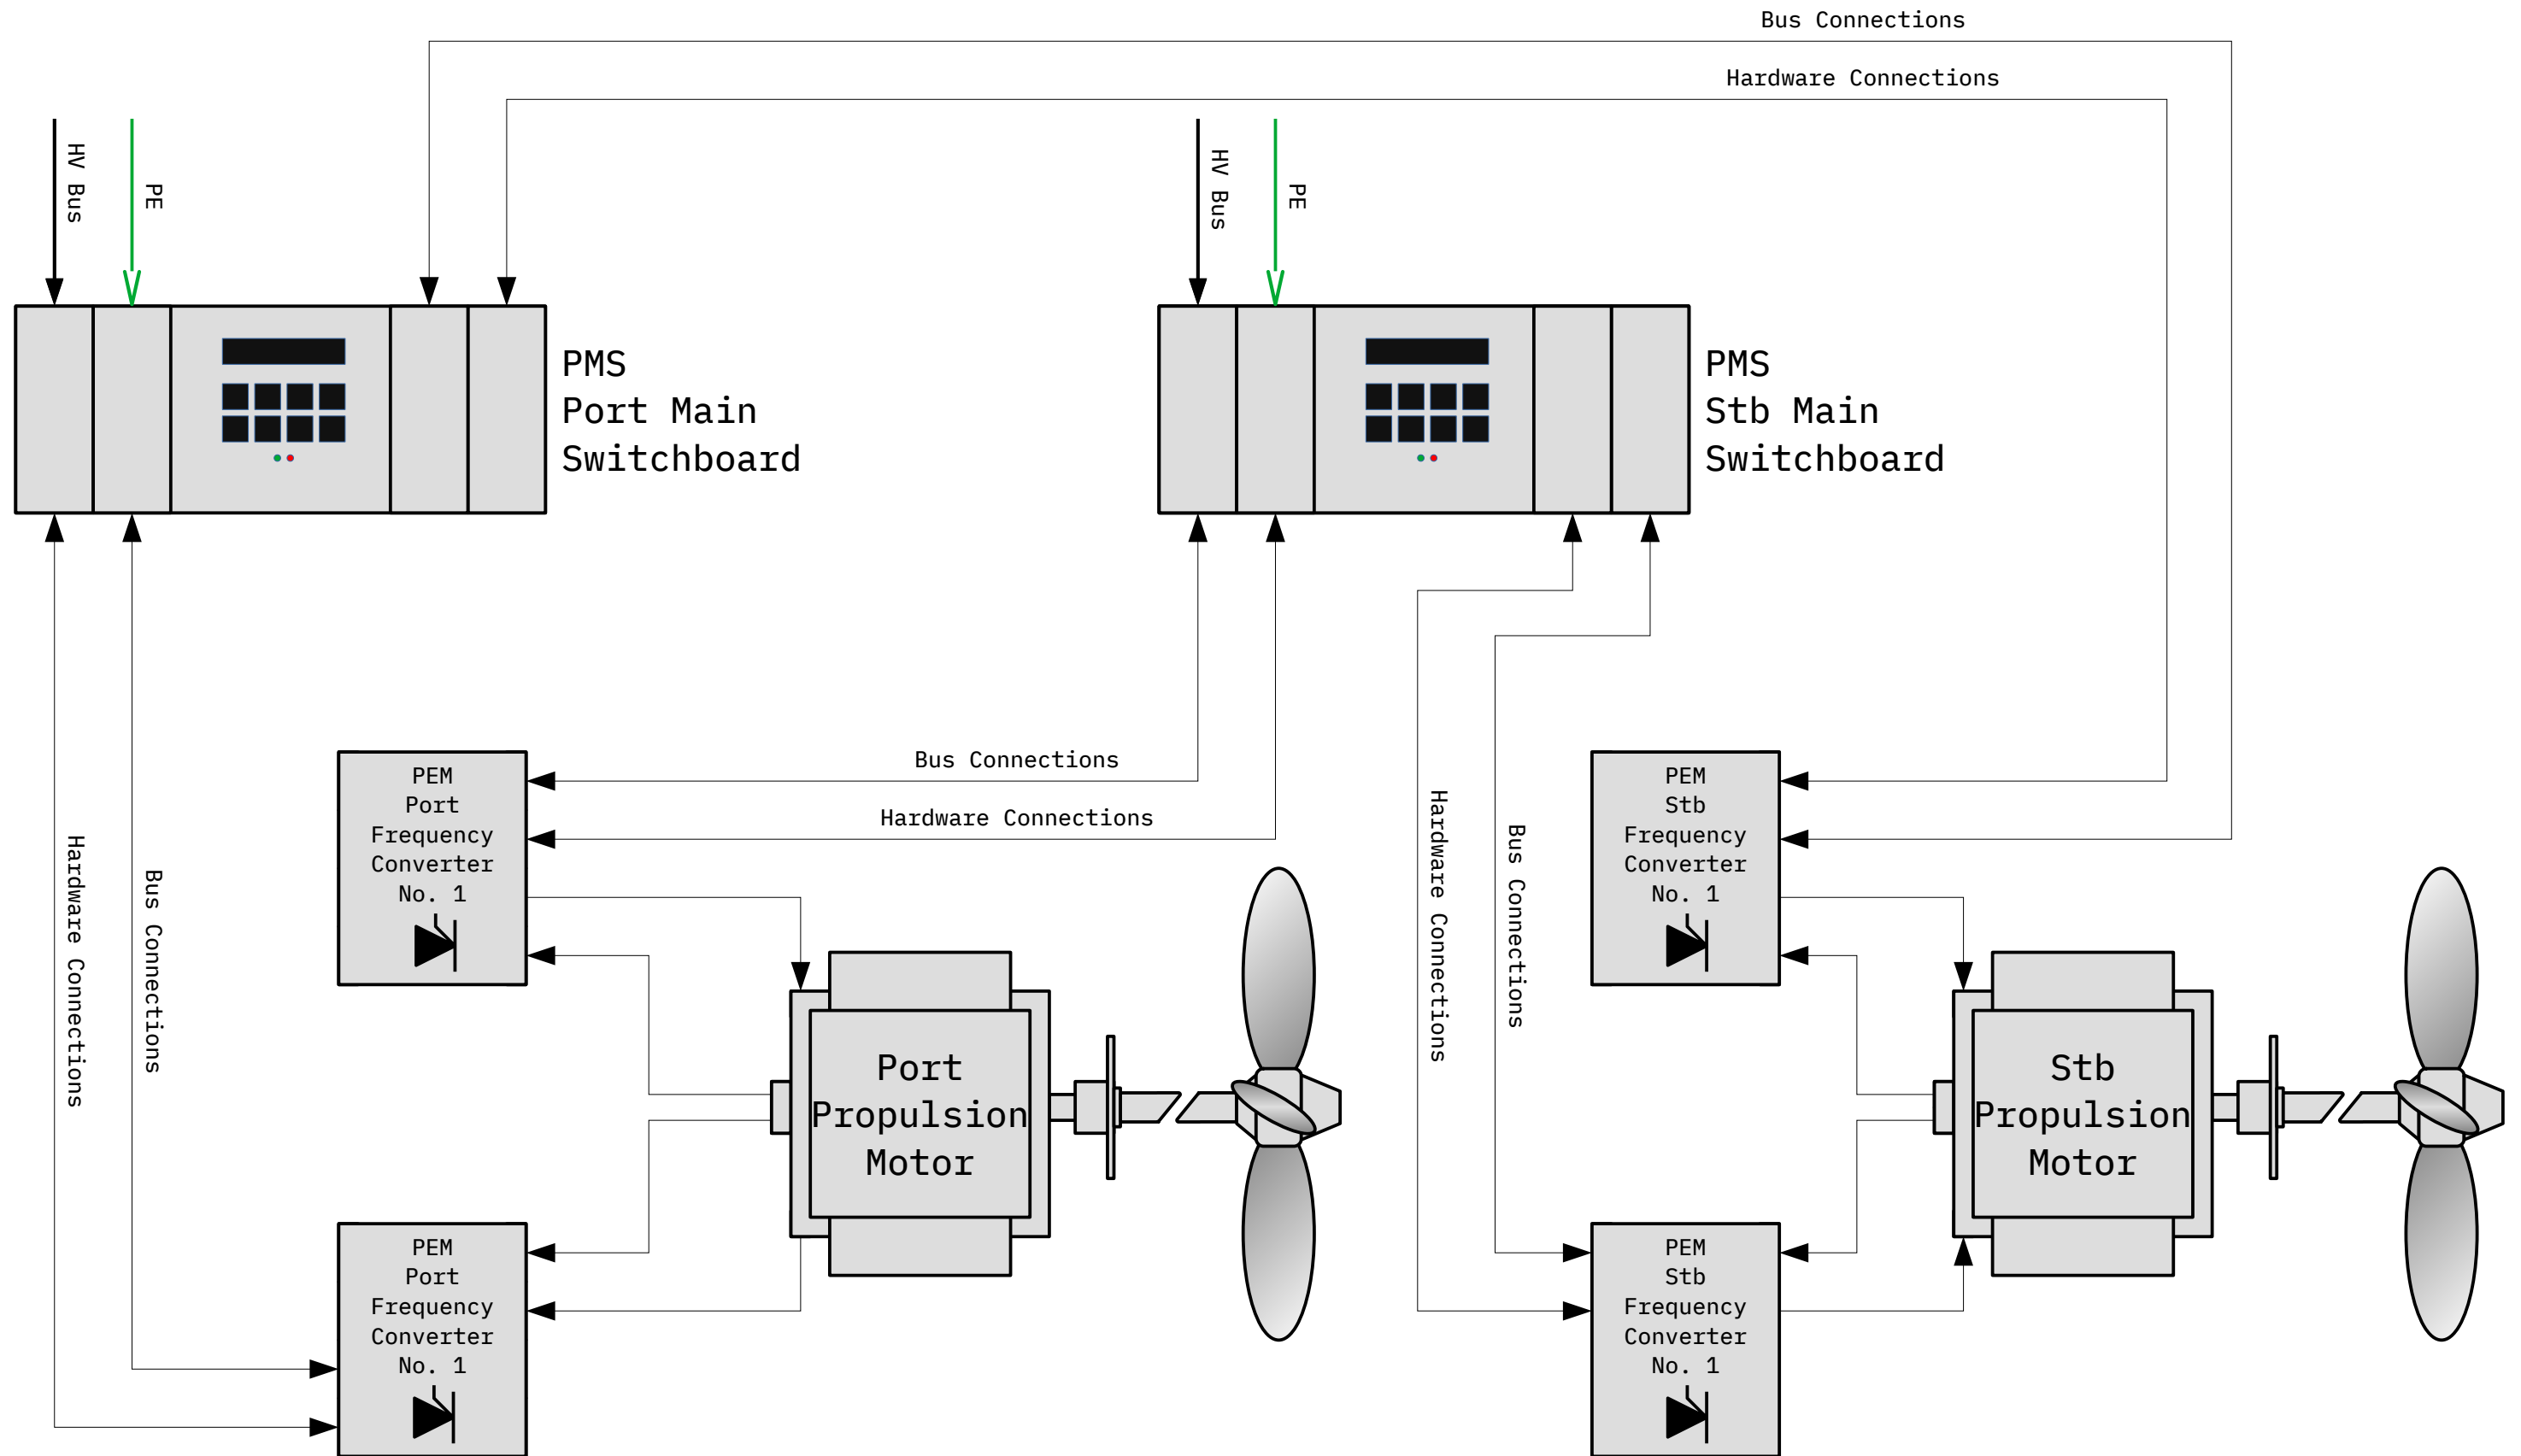 Bus Connections
Hardware Connections
HV Bus
PE
HV Bus
PE
PMS
Port Main
Switchboard
PMS
Stb Main
Switchboard
Bus Connections
Hardware Connections
PEM
Port
Frequency
Converter
No. 1
PEM
Stb
Frequency
Converter
No. 1
Hardware Connections
Bus Connections
Hardware Connections
Bus Connections
Port
Propulsion
Motor
Stb
Propulsion
Motor
PEM
Port
Frequency
Converter
No. 1
PEM
Stb
Frequency
Converter
No. 1